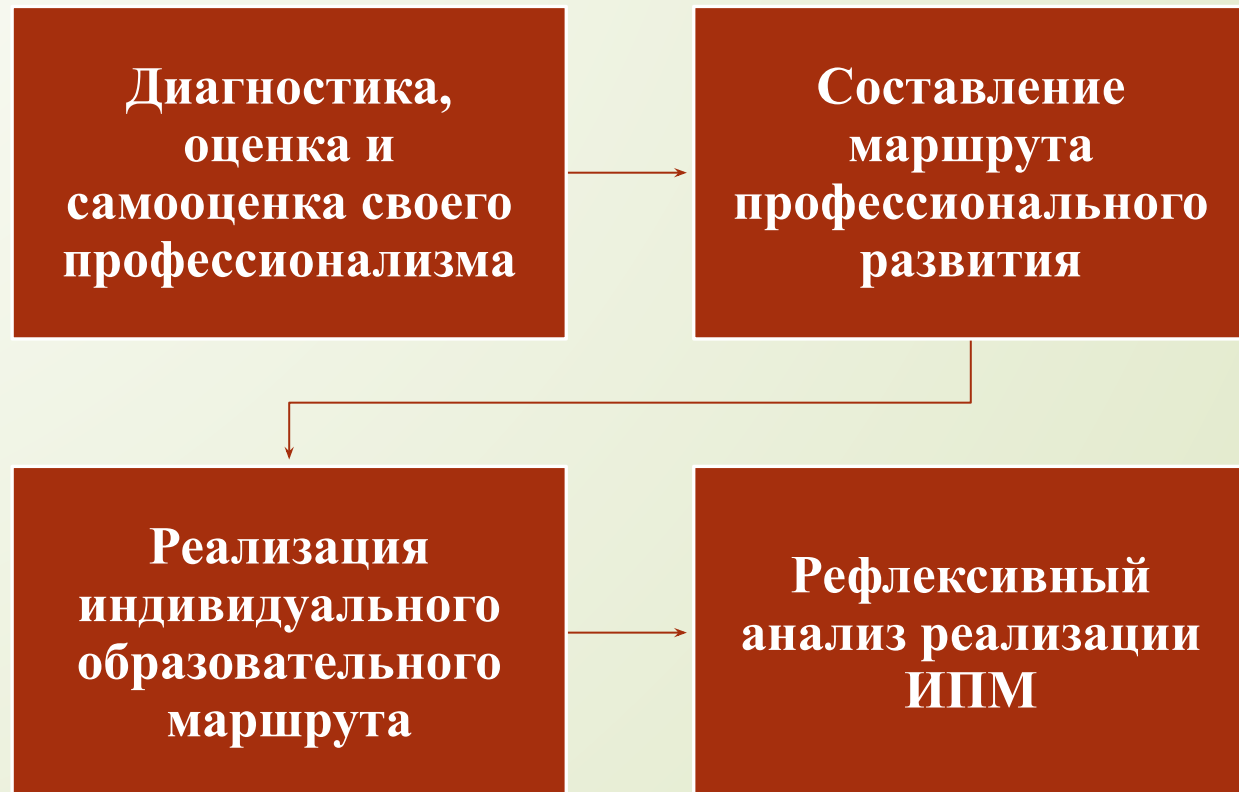 Диагностика,
оценка и
самооценка своего
профессионализма
Составление
маршрута
профессионального
развития
Реализация
индивидуального
образовательного
маршрута
Рефлексивный
анализ реализации
ИПМ